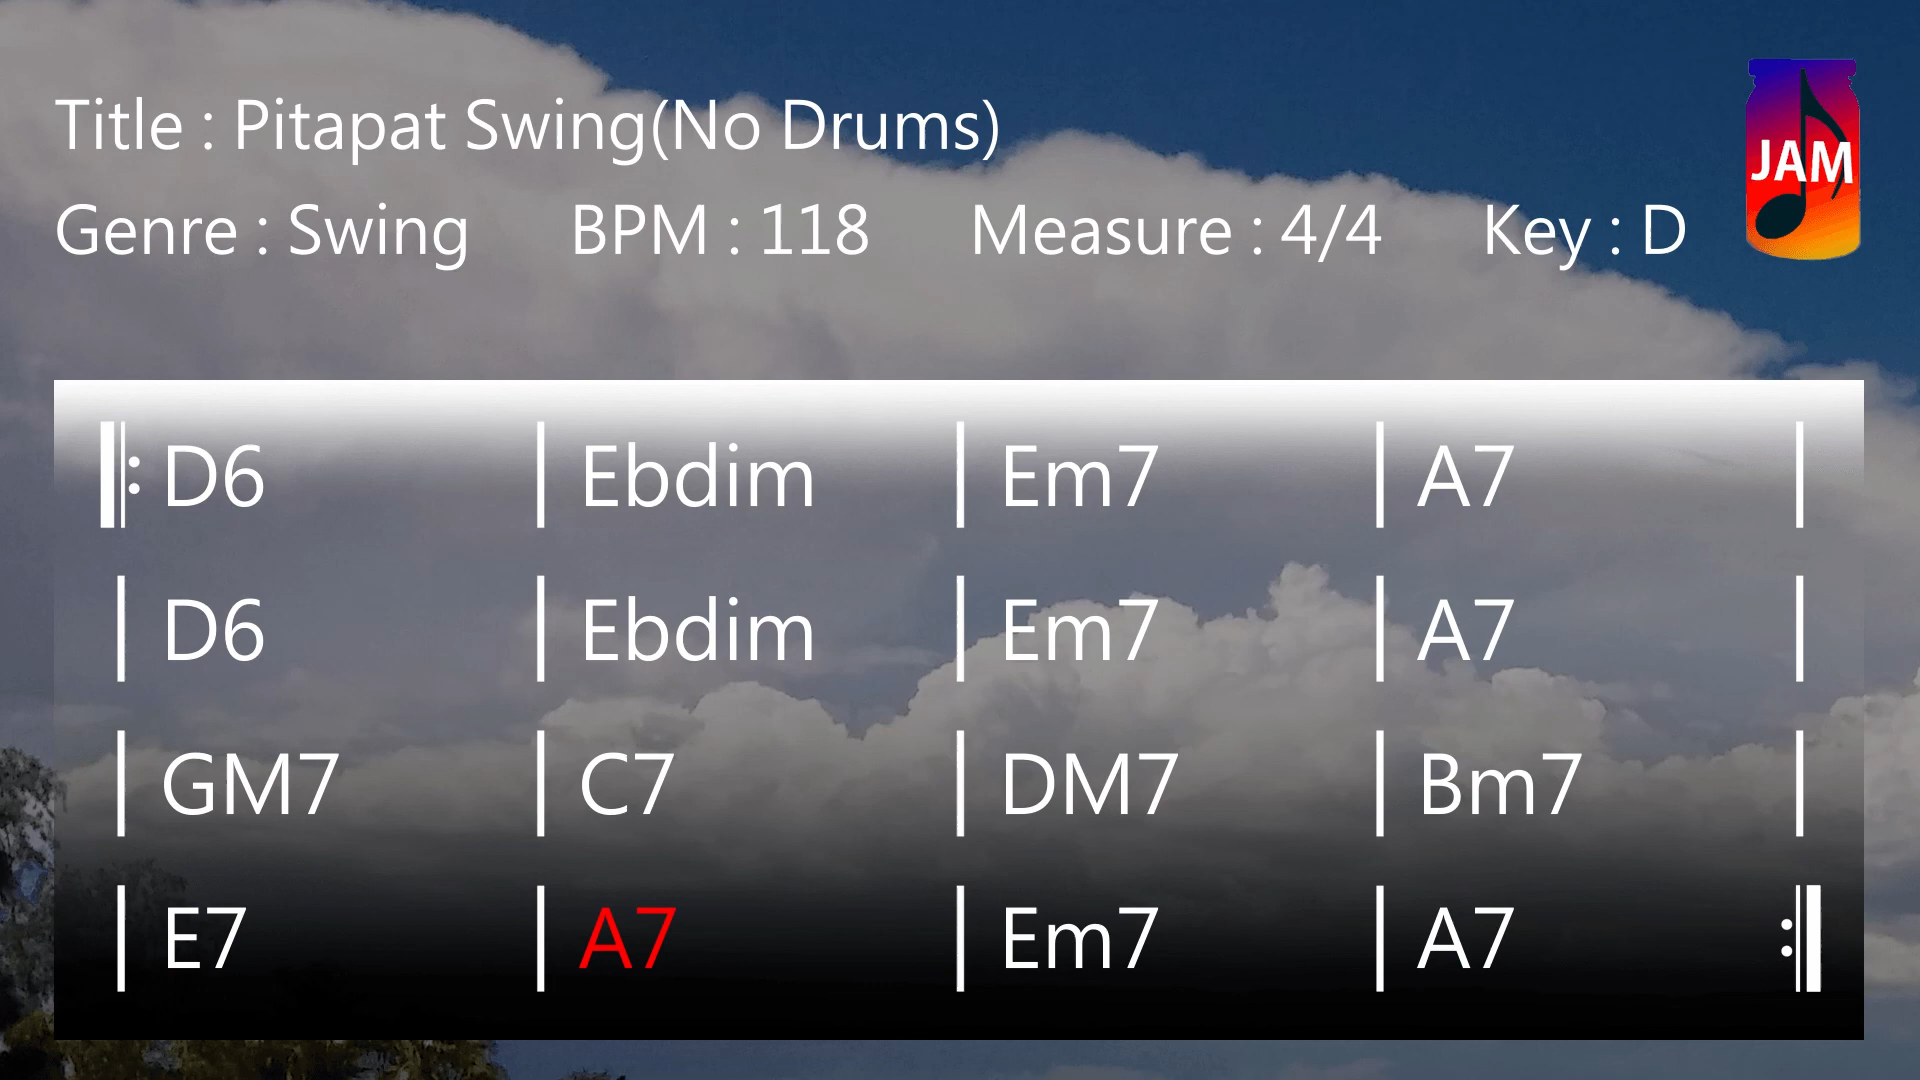 Title : Pitapat Swing(No Drums)
JAM
Genre : Swing BPM : 118 Measure : 4/4 Key : D
D6 Ebdim Em7 A7
D6 Ebdim Em7 A7
GM7 C7 DM7 Bm7
E7 A7 Em7 A7